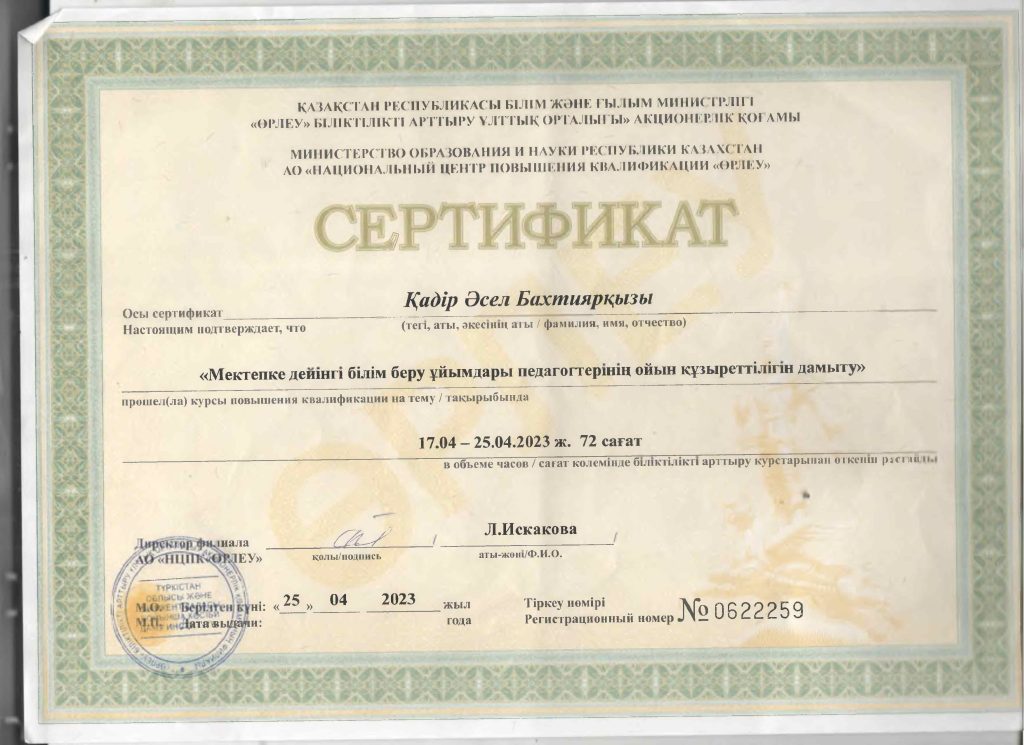 ҚАЗАҚСТАН РЕСПУБЛИКАСЫ БІЛІМ ЖӘНЕ ҒЫЛЫМ МИНИСТРЛІГІ
«ӨРЛЕУ» БІЛІКТІЛІКТІ АРТТЫРУ ҰЛТТЫҚ ОРТАЛЫҒЫ» АКЦИОНЕРЛІК ҚОҒАМЫ
МИНИСТЕРСТВО ОБРАЗОВАНИЯ И НАУКИ РЕСПУБЛИКИ КАЗАХСТАН
АО «НАЦИОНАЛЬНЫЙ ЦЕНТР ПОВЫШЕНИЯ КВАЛИФИКАЦИИ «ӨРЛЕУ»
СЕРТИФИКАТ
Қадір Әсел Бахтиярқызы
Осы сертификат
Настоящим подтверждает, что (тегі, аты, әкесінің аты / фамилия, имя, отчество)
«Мектепке дейінгі білім беру ұйымдары педагогтерінің ойын құзыреттілігін дамыту»
прошел(ла) курсы повышения квалификации на тему / тақырыбында
17.04 – 25.04.2023 ж. 72 сағат
в объеме часов / сағат көлемінде біліктілікті арттыру курстарынан өткенін растайды
Директор филиала Л.Искакова
АО «НЦПК«ӨРЛЕУ» қолы/подпись аты-жөні/Ф.И.О.
ТҮРКІСТАН
ОБЛЫСЫ ЖӘНЕ
М.О. Берілген күні: «25» 04 2023 жыл Тіркеу нөмірі
М.П. Дата выдачи: года Регистрационный номер № 0622259
өрлеу